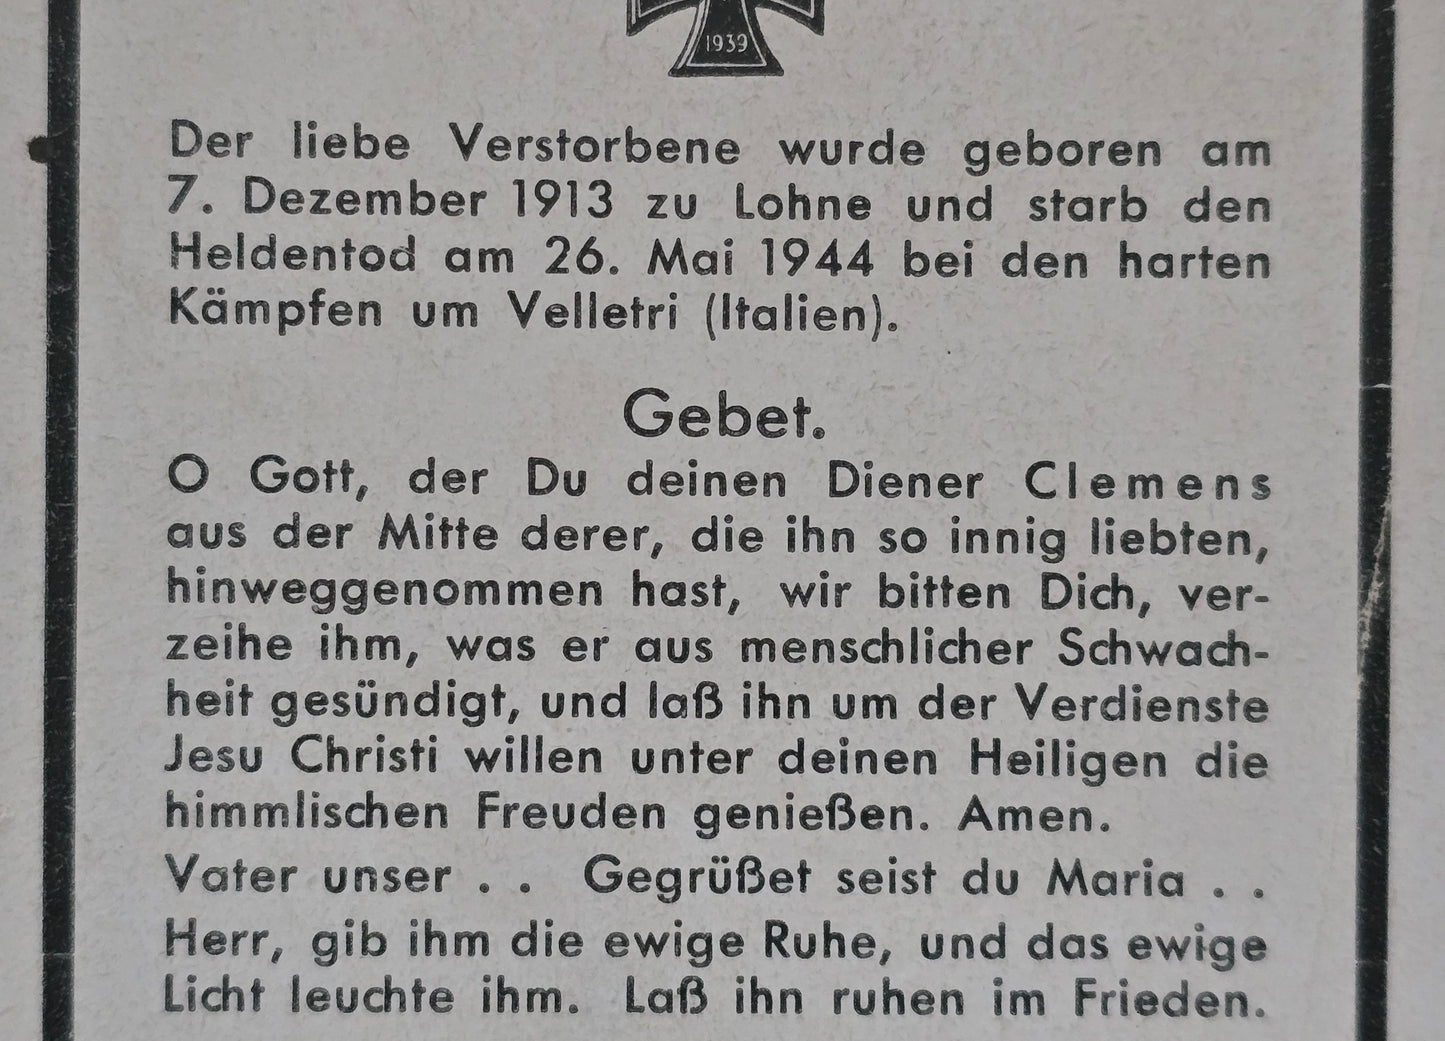 1939
Der liebe Verstorbene wurde geboren am
7. Dezember 1913 zu Lohne und starb den
Heldentod am 26. Mai 1944 bei den harten
Kämpfen um Velletri (Italien).
Gebet.
O Gott, der Du deinen Diener Clemens
aus der Mitte derer, die ihn so innig liebten,
hinweggenommen hast, wir bitten Dich, ver-
zeihe ihm, was er aus menschlicher Schwach-
heit gesündigt, und laß ihn um der Verdienste
Jesu Christi willen unter deinen Heiligen die
himmlischen Freuden genießen. Amen.
Vater unser . . Gegrüßet seist du Maria . .
Herr, gib ihm die ewige Ruhe, und das ewige
Licht leuchte ihm. Laß ihn ruhen im Frieden.